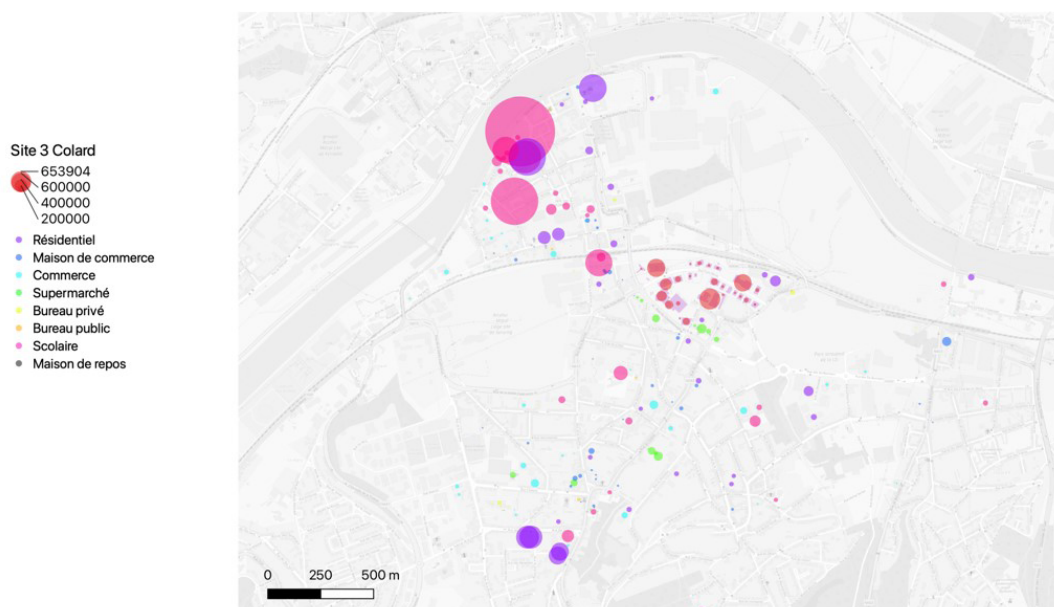 Site 3 Colard
653904
600000
400000
200000
Résidentiel
Maison de commerce
Commerce
Supermarché
Bureau privé
Bureau public
Scolaire
Maison de repos
0 250 500 m